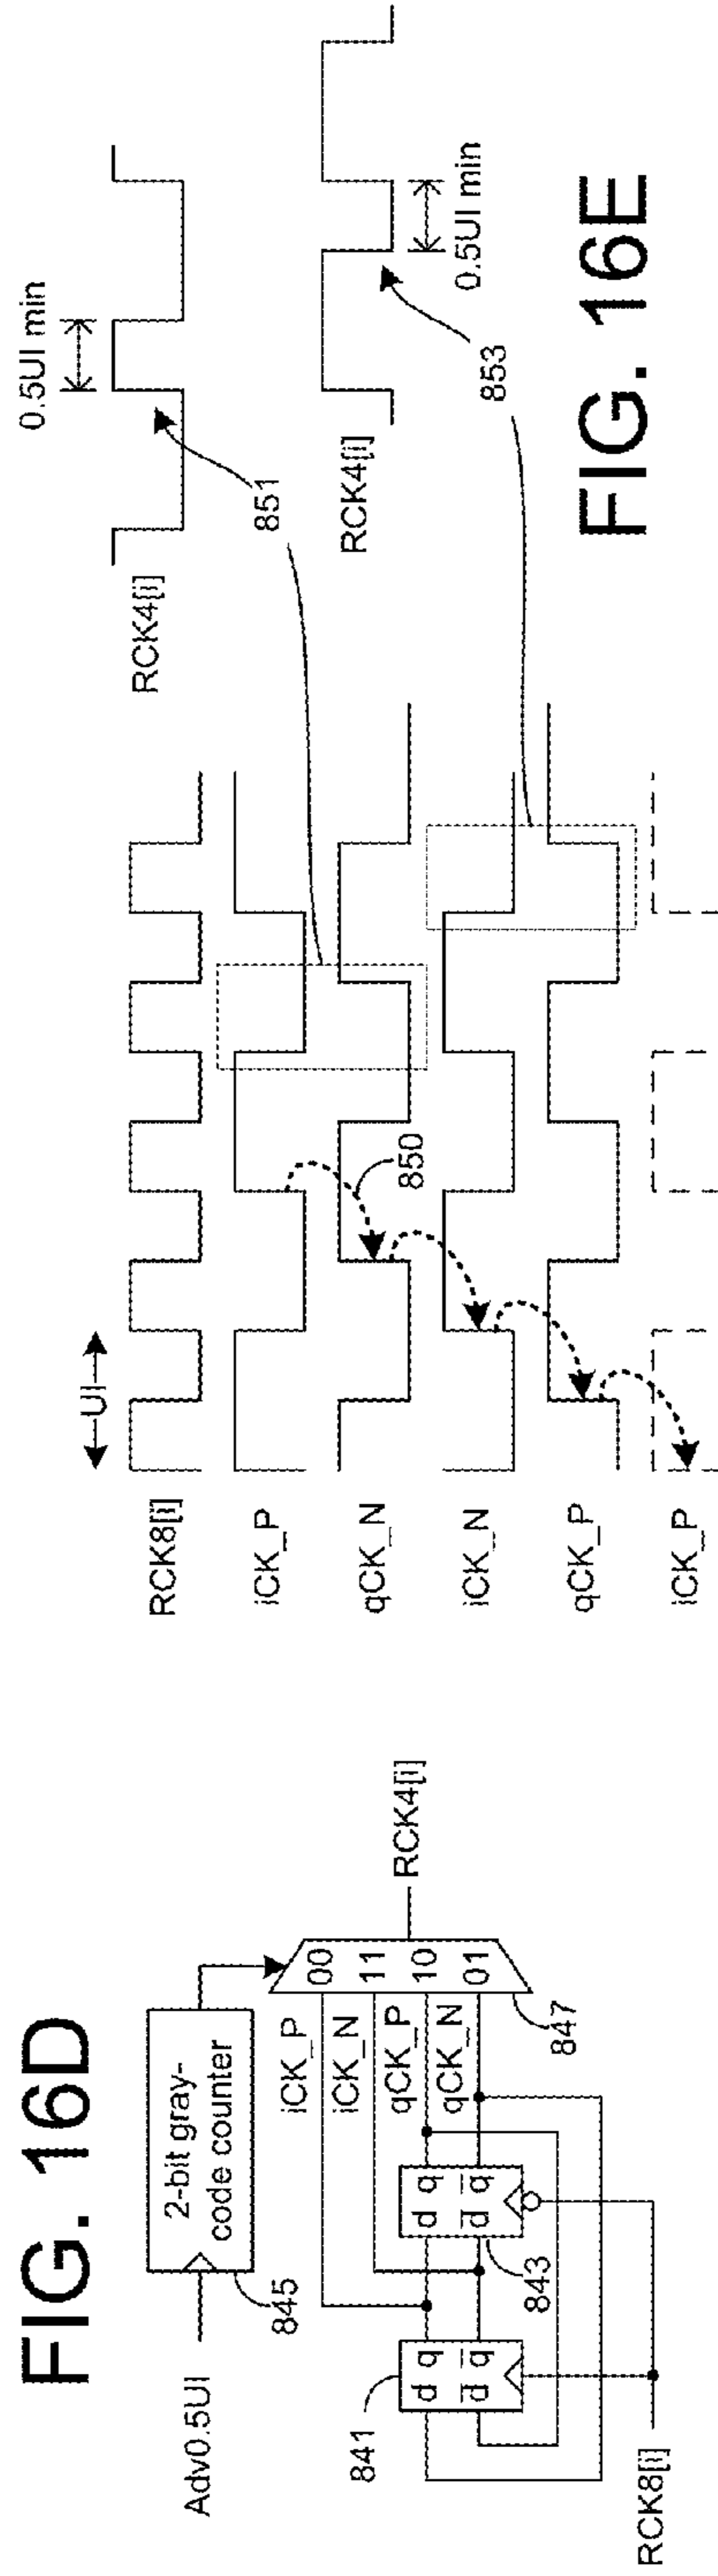 FIG. 16D
Adv0.5UI
2-bit gray-
code counter
845
iCK_P
iCK_N
qCK_P
qCK_N
00
11
10
01
RCK4[i]
847
841
d q
d q
843
d q
d q
RCK8[i]
UI
RCK8[i]
iCK_P
qCK_N
iCK_N
qCK_P
iCK_P
850
851
853
RCK4[i]
0.5UI min
RCK4[i]
0.5UI min
FIG. 16E